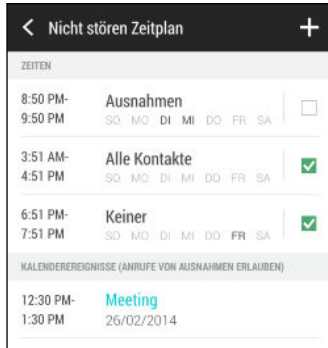 Nicht stören Zeitplan
ZEITEN
8:50 PM- Ausnahmen
9:50 PM SO MO DI MI DO FR SA
3:51 AM- Alle Kontakte
4:51 PM SO MO DI MI DO FR SA
6:51 PM- Keiner
7:51 PM SO MO DI MI DO FR SA
KALENDEREREIGNISSE (ANRUFE VON AUSNAHMEN ERLAUBEN)
12:30 PM- Meeting
1:30 PM 26/02/2014